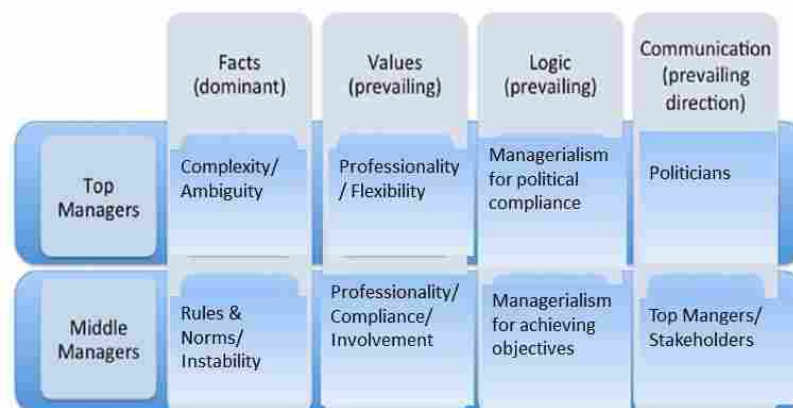 Facts
(dominant)
Values
(prevailing)
Logic
(prevailing)
Communication
(prevailing
direction)
Top
Managers
Complexity/
Ambiguity
Professionality
/ Flexibility
Managerialism
for political
compliance
Politicians
Middle
Managers
Rules &
Norms/
Instability
Professionality/
Compliance/
Involvement
Managerialism
for achieving
objectives
Top Mangers/
Stakeholders